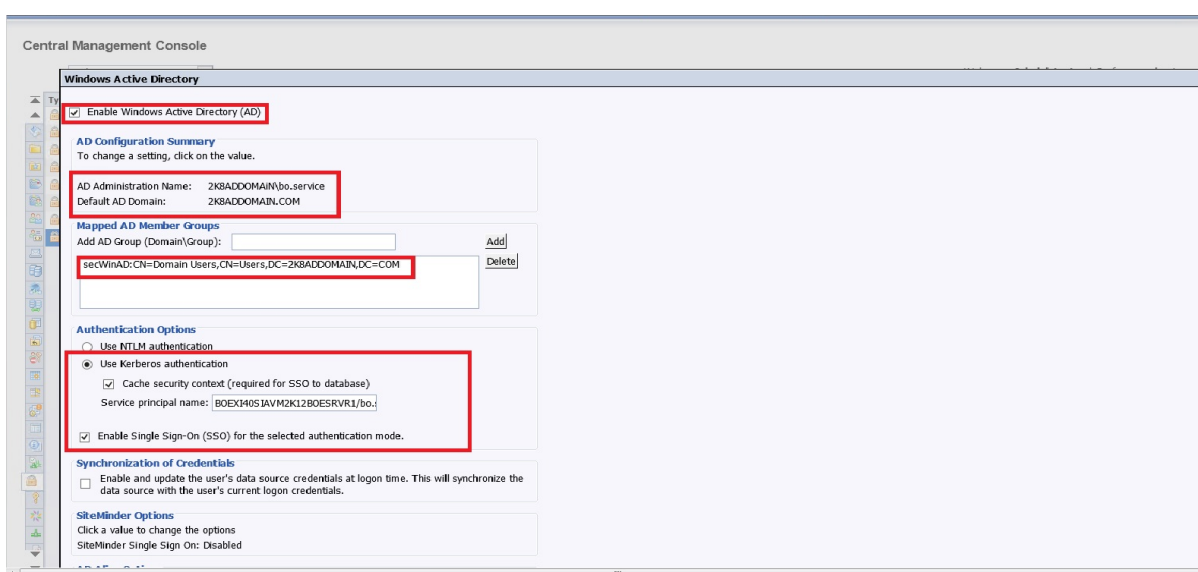 Central Management Console
Windows Active Directory
Ty
Enable Windows Active Directory (AD)
AD Configuration Summary
To change a setting, click on the value.
AD Administration Name: 2K8ADDOMAIN\bo.service
Default AD Domain: 2K8ADDOMAIN.COM
Mapped AD Member Groups
Add AD Group (Domain\Group): Add
secWinAD:CN=Domain Users,CN=Users,DC=2K8ADDOMAIN,DC=COM Delete
Authentication Options
Use NTLM authentication
Use Kerberos authentication
Cache security context (required for SSO to database)
Service principal name: BOEXI40SIAVM2K12BOESRVR1/bo.s
Enable Single Sign-On (SSO) for the selected authentication mode.
Synchronization of Credentials
Enable and update the user's data source credentials at logon time. This will synchronize the
data source with the user's current logon credentials.
SiteMinder Options
Click a value to change the options
SiteMinder Single Sign On: Disabled